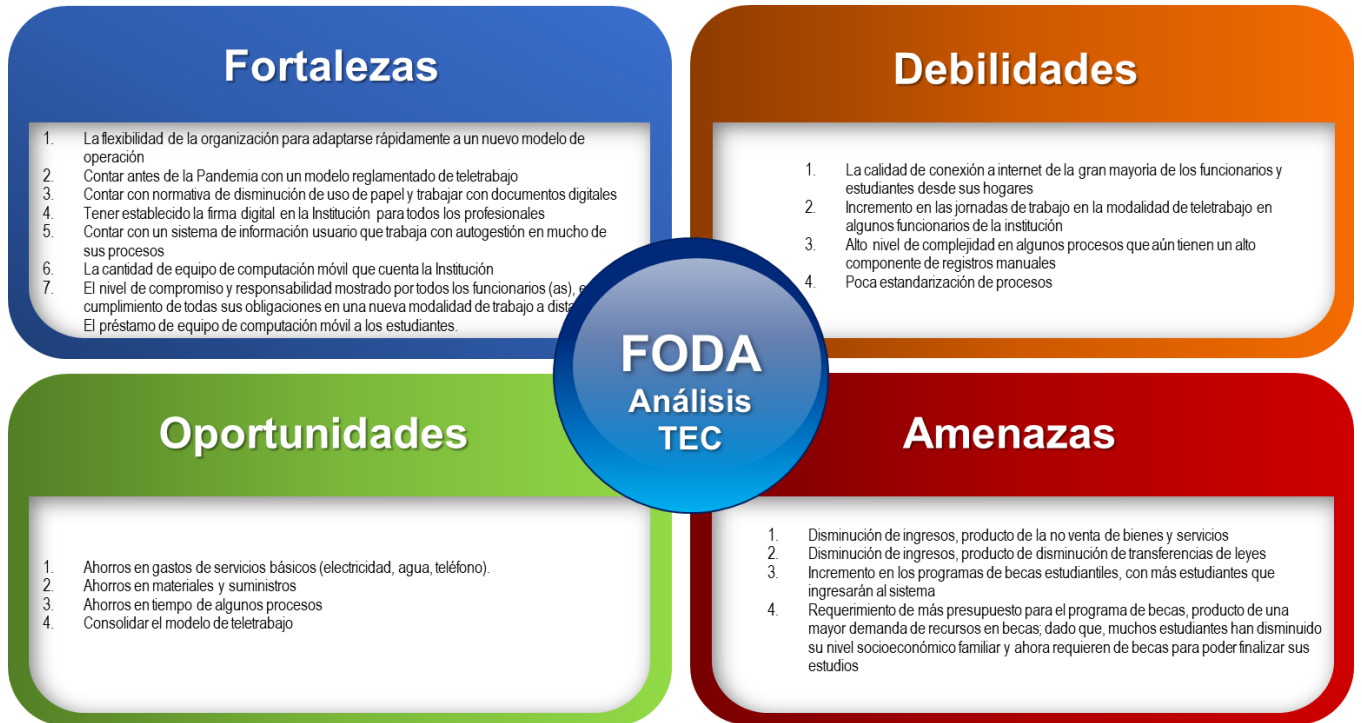 Fortalezas
1. La flexibilidad de la organización para adaptarse rápidamente a un nuevo modelo de
operación
2. Contar antes de la Pandemia con un modelo reglamentado de teletrabajo
3. Contar con normativa de disminución de uso de papel y trabajar con documentos digitales
4. Tener establecido la firma digital en la Institución para todos los profesionales
5. Contar con un sistema de información usuario que trabaja con autogestión en mucho de
sus procesos
6. La cantidad de equipo de computación móvil que cuenta la Institución
7. El nivel de compromiso y responsabilidad mostrado por todos los funcionarios (as),
cumplimiento de todas sus obligaciones en una nueva modalidad de trabajo a
El préstamo de equipo de computación móvil a los estudiantes.
Debilidades
1. La calidad de conexión a internet de la gran mayoría de los funcionarios y
estudiantes desde sus hogares
2. Incremento en las jornadas de trabajo en la modalidad de teletrabajo en
algunos funcionarios de la institución
3. Alto nivel de complejidad en algunos procesos que aún tienen un alto
componente de registros manuales
4. Poca estandarización de procesos
FODA
Análisis
TEC
Oportunidades
1. Ahorros en gastos de servicios básicos (electricidad, agua, teléfono).
2. Ahorros en materiales y suministros
3. Ahorros en tiempo de algunos procesos
4. Consolidar el modelo de teletrabajo
Amenazas
1. Disminución de ingresos, producto de la no venta de bienes y servicios
2. Disminución de ingresos, producto de disminución de transferencias de leyes
3. Incremento en los programas de becas estudiantiles, con más estudiantes que
ingresarán al sistema
4. Requerimiento de más presupuesto para el programa de becas, producto de una
mayor demanda de recursos en becas; dado que, muchos estudiantes han disminuido
su nivel socioeconómico familiar y ahora requieren de becas para poder finalizar sus
estudios